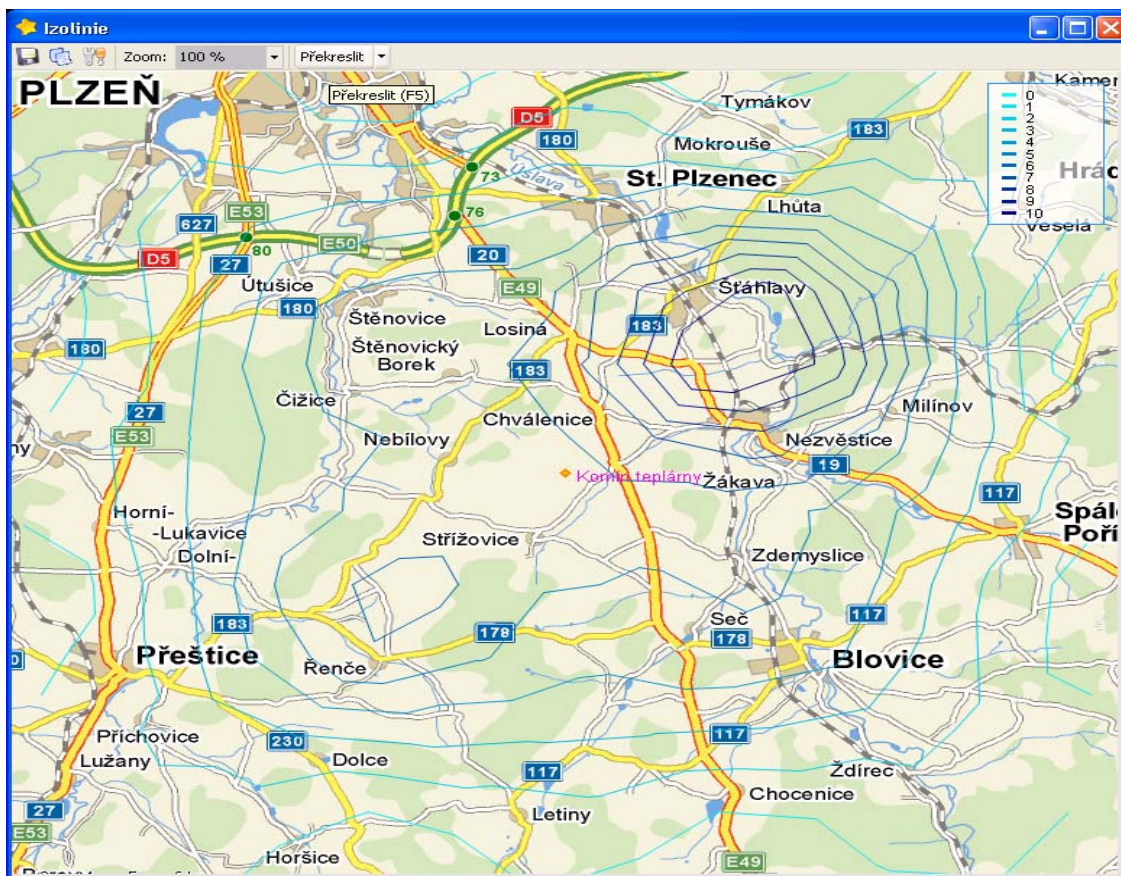 Izolinie
Zoom: 100 % Překreslit
Překreslit (F5)
PLZEŇ
D5
180
Tymákov
183
Mokrouše
Hrád
0
1
2
3
4
5
6
7
8
9
10
73
Úslava
St. Plzenec
Lhůta
Veselá
76
627
E53
80
E50
D5
27
20
Útušice
E49
Šťáhlavy
180
Štěnovice
Losiná
183
Štěnovický
Borek
180
183
Čižice
27
E53
Chválenice
Milínov
Nebílovy
Nezvěstice
19
Komín teplárny
Žákava
117
Horní-
-Lukavice
Dolní-
Střížovice
Spál
Poří
Zdemyslice
183
178
Seč
178
117
Přeštice
Řenče
Blovice
Příchovice
230
117
Lužany
Dolce
117
Ždírec
Chocenice
27
Letiny
E53
Horšice
E49